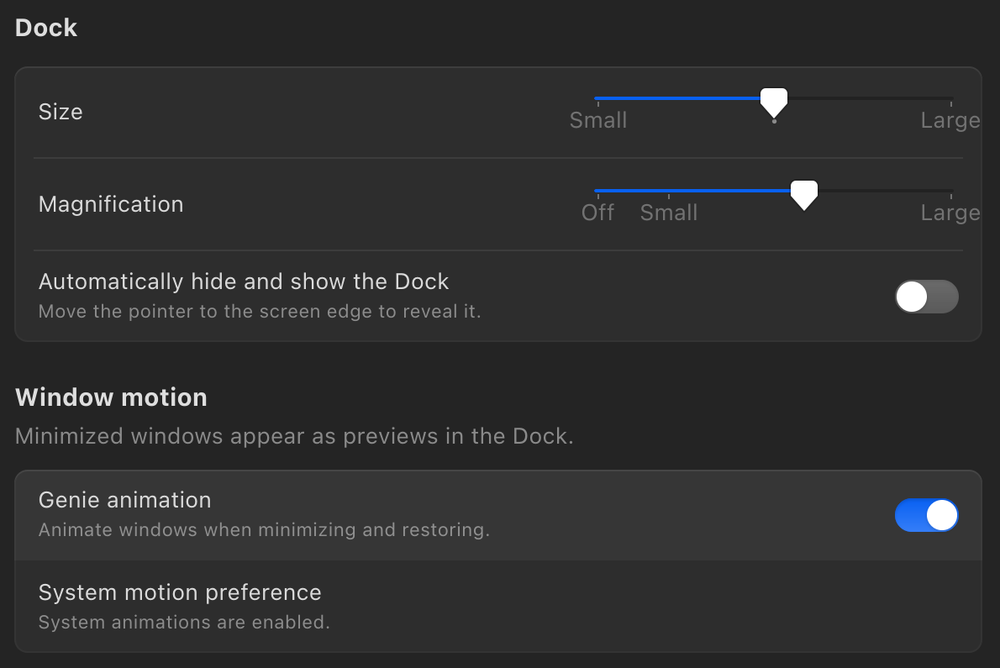 Dock
Size
Small
Large
Magnification
Off
Small
Large
Automatically hide and show the Dock
Move the pointer to the screen edge to reveal it.
Window motion
Minimized windows appear as previews in the Dock.
Genie animation
Animate windows when minimizing and restoring.
System motion preference
System animations are enabled.